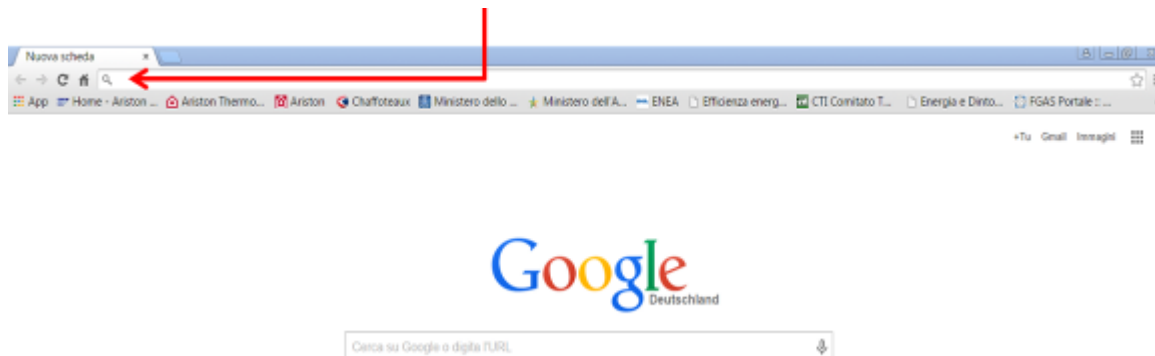 Nuova scheda
App Home - Ariston ... Ariston Thermo... Ariston Chaffoteaux Ministero dello ... Ministero dell'A... ENEA Efficienza energ... CTI Comitato T... Energia e Dinto... FGAS Portale :: ...
+Tu Gmail Immagini
Google
Deutschland
Cerca su Google o digita l'URL